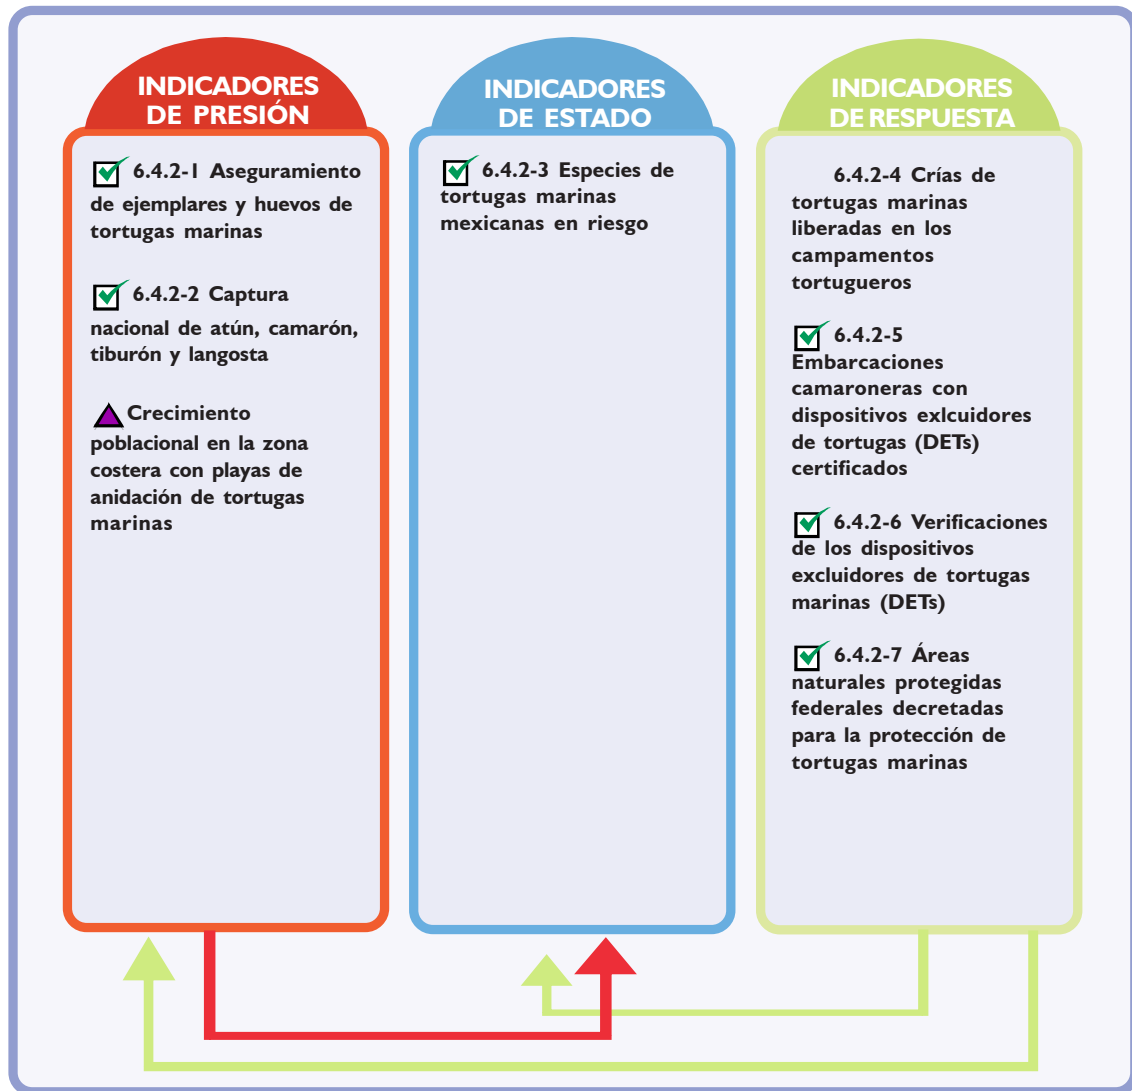 INDICADORES
DE PRESIÓN
6.4.2-1 Aseguramiento
de ejemplares y huevos de
tortugas marinas
6.4.2-2 Captura
nacional de atún, camarón,
tiburón y langosta
Crecimiento
poblacional en la zona
costera con playas de
anidación de tortugas
marinas
INDICADORES
DE ESTADO
6.4.2-3 Especies de
tortugas marinas
mexicanas en riesgo
INDICADORES
DE RESPUESTA
6.4.2-4 Crías de
tortugas marinas
liberadas en los
campamentos
tortugueros
6.4.2-5
Embarcaciones
camaroneras con
dispositivos exlcuidores
de tortugas (DETs)
certificados
6.4.2-6 Verificaciones
de los dispositivos
excluidores de tortugas
marinas (DETs)
6.4.2-7 Áreas
naturales protegidas
federales decretadas
para la protección de
tortugas marinas